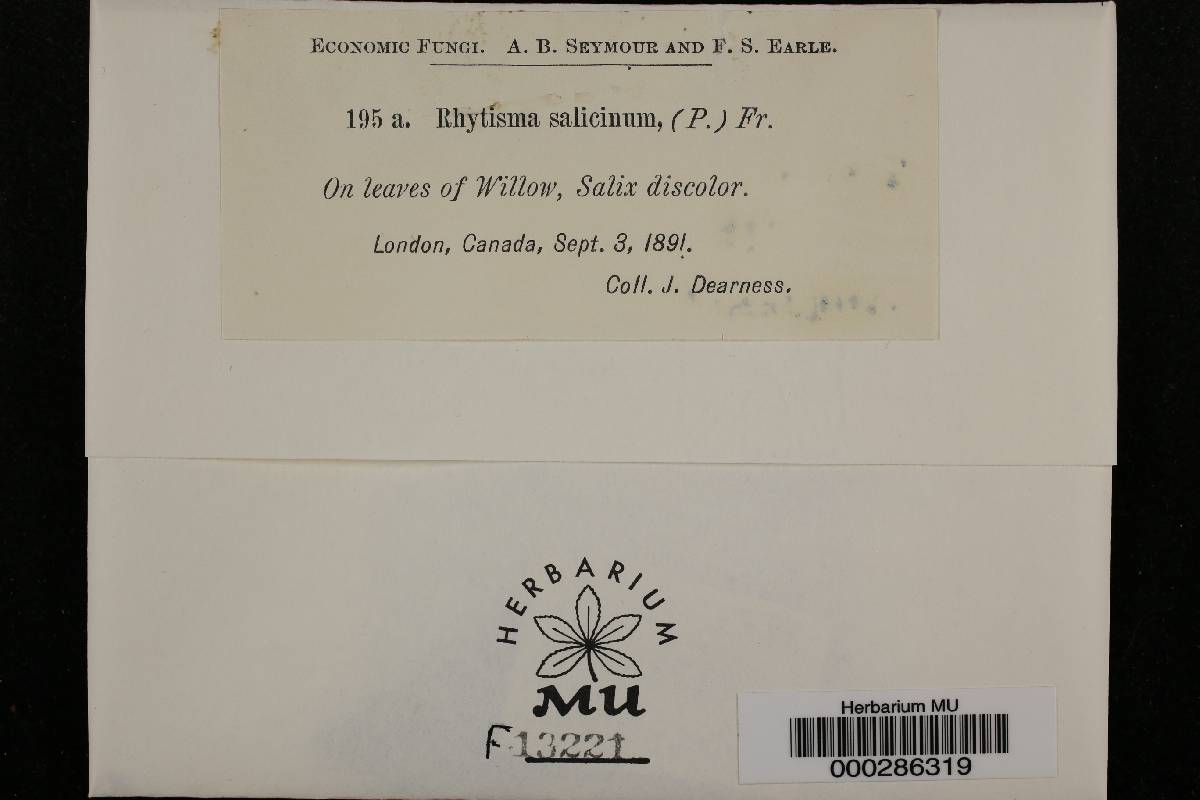 ECONOMIC FUNGI. A. B. SEYMOUR AND F. S. EARLE.
195 a. Rhytisma salicinum, (P.) Fr.
On leaves of Willow, Salix discolor.
London, Canada, Sept. 3, 1891.
Coll. J. Dearness.
HERBARIUM
MU
F 13221
Herbarium MU
000286319